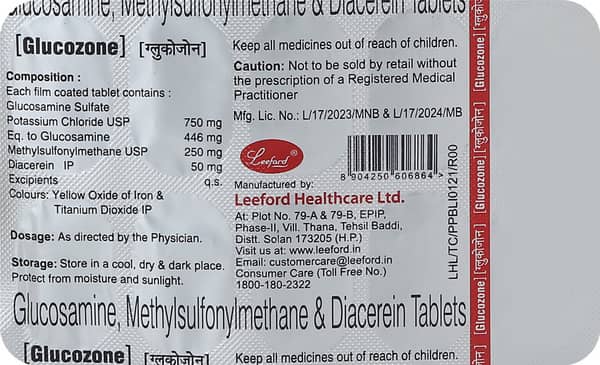 Glucosamine, Methylsulfonylmethane & Diacerein Tablets
[Glucozone] [ग्लुकोजोन]
Composition :
Each film coated tablet contains :
Glucosamine Sulfate
Potassium Chloride USP 750 mg
Eq. to Glucosamine 446 mg
Methylsulfonylmethane USP 250 mg
Diacerein IP 50 mg
Excipients q.s.
Colours: Yellow Oxide of Iron &
Titanium Dioxide IP
Dosage: As directed by the Physician.
Storage: Store in a cool, dry & dark place.
Protect from moisture and sunlight.
Keep all medicines out of reach of children.
Caution: Not to be sold by retail without
the prescription of a Registered Medical
Practitioner
Mfg. Lic. No.: L/17/2023/MNB & L/17/2024/MB
Leeford®
8 904250 606864
Manufactured by:
Leeford Healthcare Ltd.
At: Plot No. 79-A & 79-B, EPIP,
Phase-II, Vill. Thana, Tehsil Baddi,
Distt. Solan 173205 (H.P.)
Visit us at: www.leeford.in
Email: customercare@leeford.in
Consumer Care (Toll Free No.)
1800-180-2322
LHL/TC/PPBLI0121/R00
[Glucozone] [ग्लुकोजोन] [Glucozone] [ग्लुकोजोन] [Glucozone] [ग्लुकोजोन]
Glucosamine, Methylsulfonylmethane & Diacerein Tablets
[Glucozone] [ग्लुकोजोन]
Keep all medicines out of reach of children.